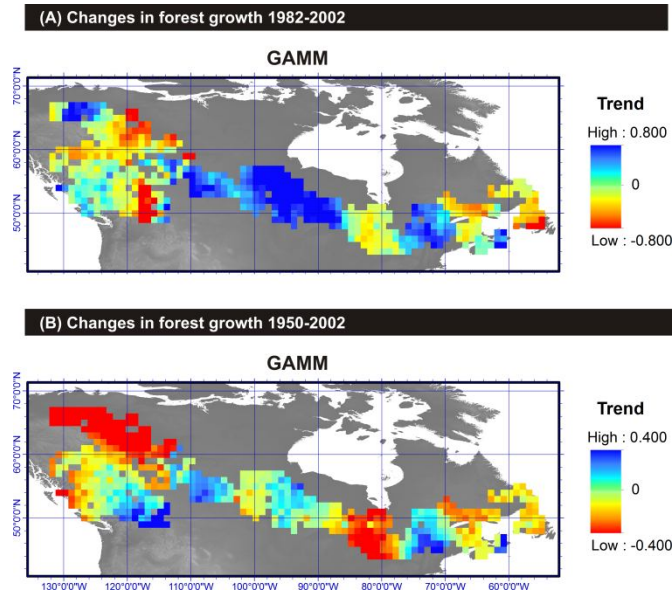 (A) Changes in forest growth 1982-2002
GAMM
70°0'0"N
60°0'0"N
50°0'0"N
Trend
High : 0.800
0
Low : -0.800
(B) Changes in forest growth 1950-2002
GAMM
70°0'0"N
60°0'0"N
50°0'0"N
Trend
High : 0.400
0
Low : -0.400
130°0'0"W 120°0'0"W 110°0'0"W 100°0'0"W 90°0'0"W 80°0'0"W 70°0'0"W 60°0'0"W